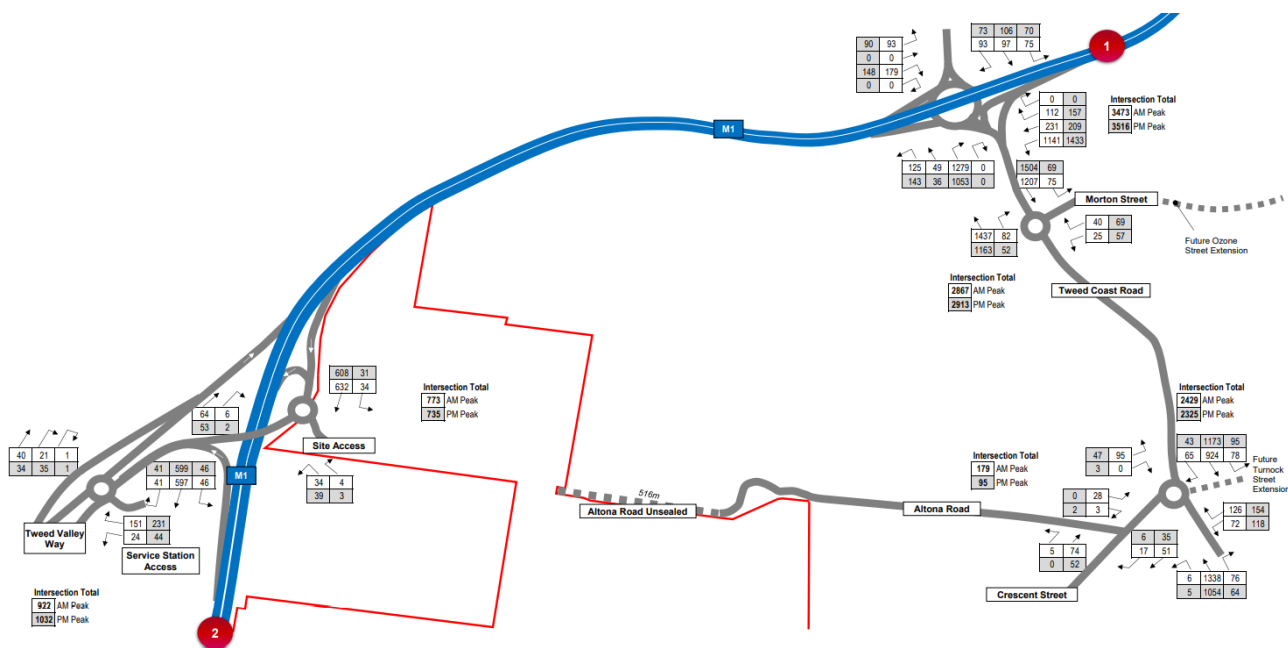 90 93
0 0
148 179
0 0
73 106 70
93 97 75
1
0 0
112 157
231 209
1141 1433
Intersection Total
3473 AM Peak
3516 PM Peak
M1
125 49 1279 0
143 36 1053 0
1504 69
1207 75
Morton Street
40 69
25 57
Future Ozone
Street Extension
1437 82
1163 52
Intersection Total
2867 AM Peak
2913 PM Peak
Tweed Coast Road
608 31
632 34
Intersection Total
773 AM Peak
735 PM Peak
64 6
53 2
Site Access
34 4
39 3
40 21 1
34 35 1
41 599 46
41 597 46
M1
151 231
24 44
Tweed Valley
Way
Service Station
Access
Intersection Total
922 AM Peak
1032 PM Peak
2
516m
Altona Road Unsealed
Altona Road
Intersection Total
179 AM Peak
95 PM Peak
47 95
3 0
0 28
2 3
5 74
0 52
6 35
17 51
Crescent Street
Intersection Total
2429 AM Peak
2325 PM Peak
43 1173 95
65 924 78
Future
Turnock
Street
Extension
126 154
72 118
6 1338 76
5 1054 64